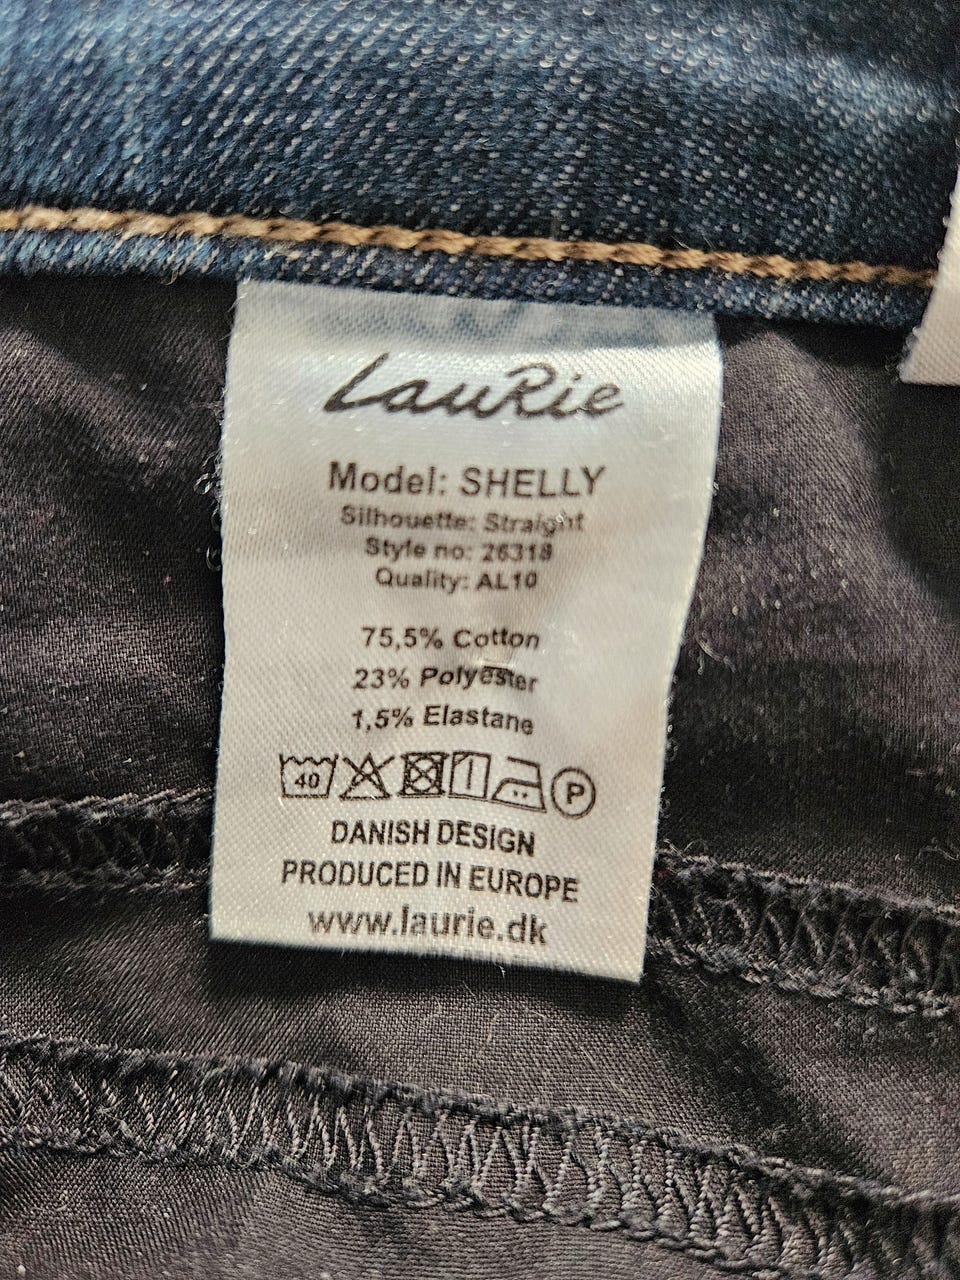 LauRie
Model: SHELLY
Silhouette: Straight
Style no: 26318
Quality: AL10
75,5% Cotton
23% Polyester
1,5% Elastane
40 P
DANISH DESIGN
PRODUCED IN EUROPE
www.laurie.dk